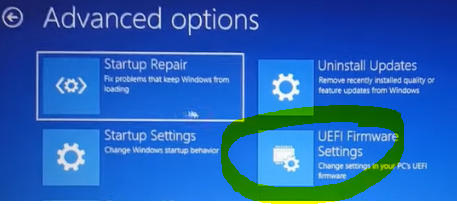 Advanced options
Startup Repair
Fix problems that keep Windows from
loading
Uninstall Updates
Remove recently installed quality or
feature updates from Windows
Startup Settings
Change Windows startup behavior
UEFI Firmware
Settings
Change settings in your PC's UEFI
firmware